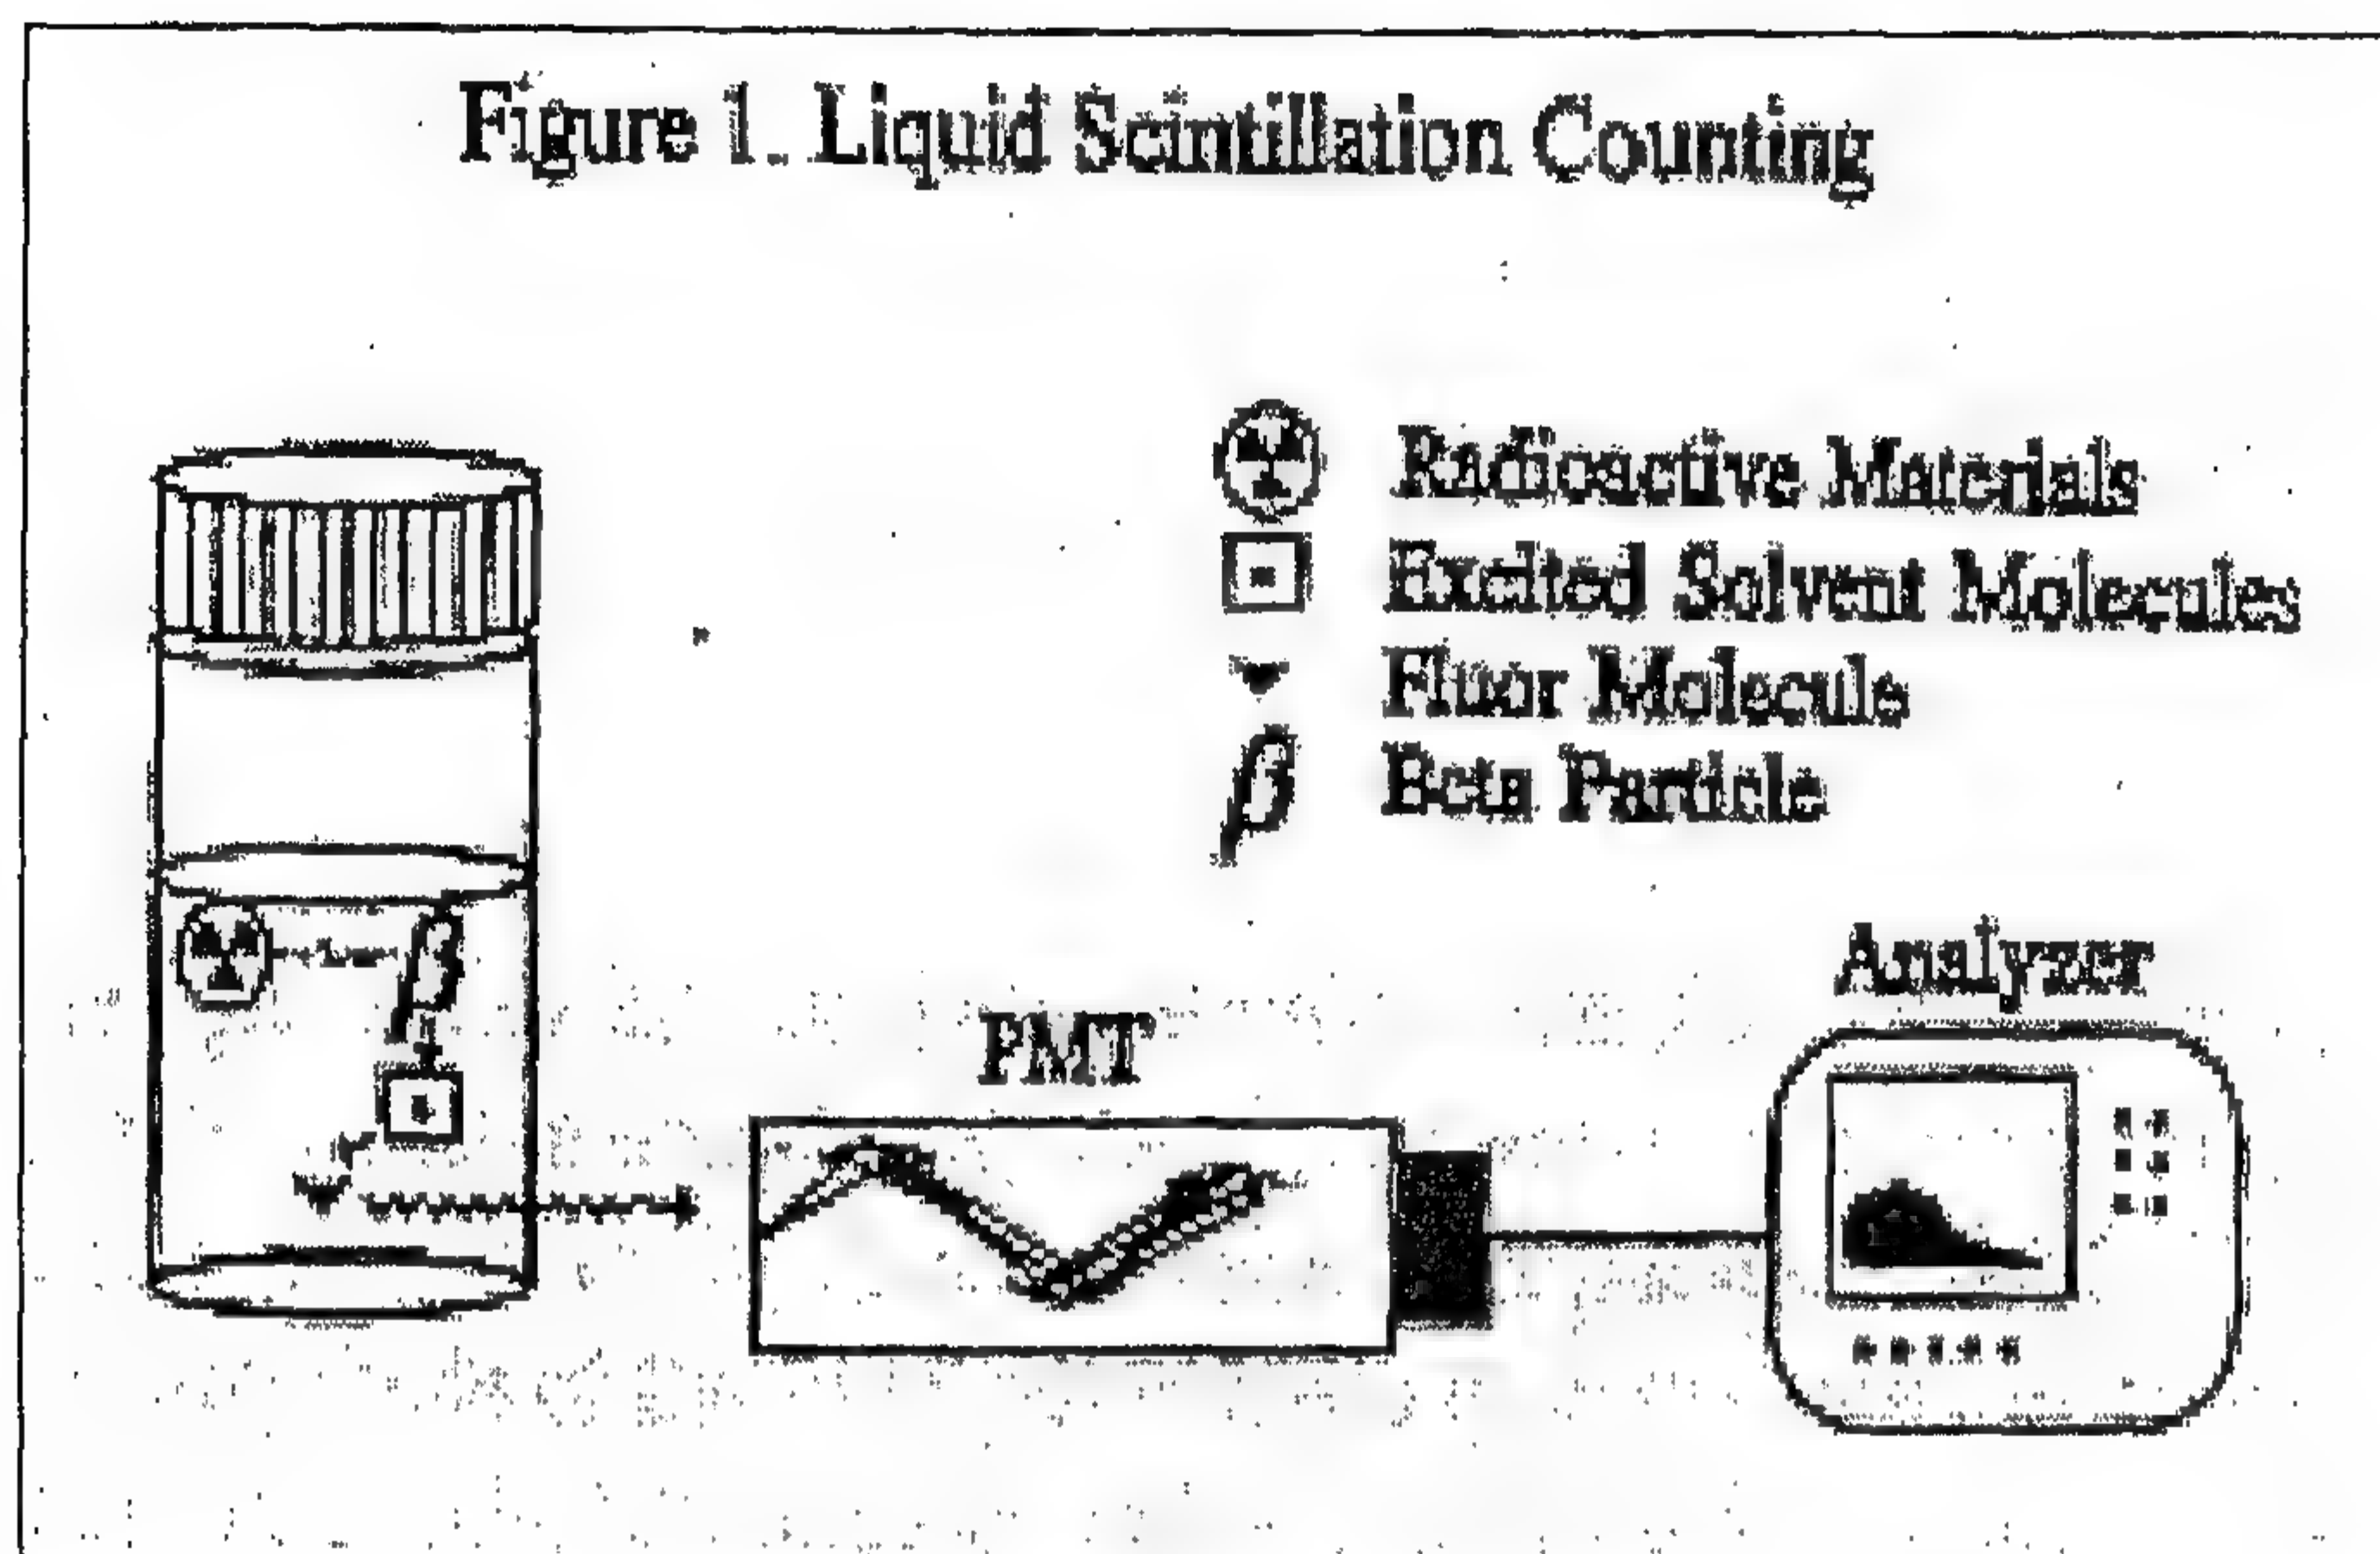 Figure 1. Liquid Scintillation Counting
Radioactive Materials
Excited Solvent Molecules
Fluor Molecule
β Beta Particle
Analyzer
PMT
β